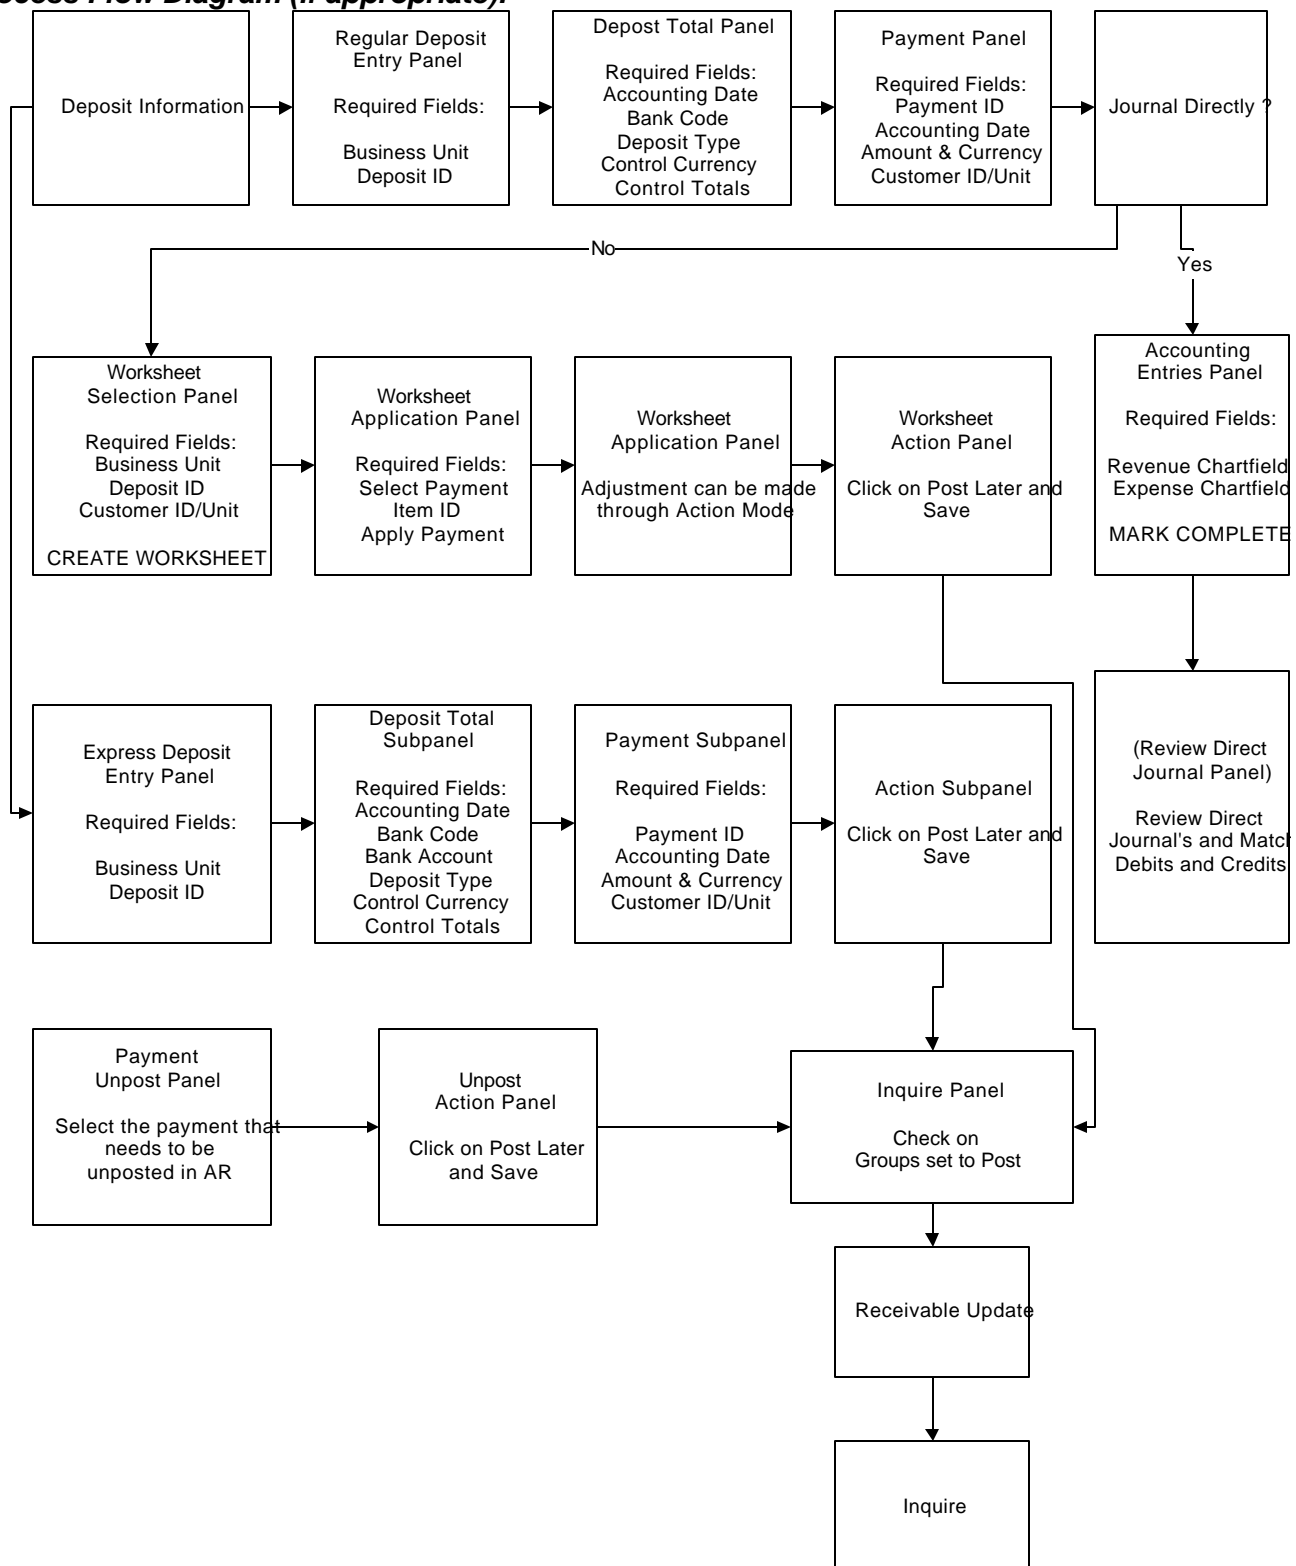 Process Flow Diagram (if appropriate).
Deposit Information
Regular Deposit
Entry Panel
Required Fields:
Business Unit
Deposit ID
Depost Total Panel
Required Fields:
Accounting Date
Bank Code
Deposit Type
Control Currency
Control Totals
Payment Panel
Required Fields:
Payment ID
Accounting Date
Amount & Currency
Customer ID/Unit
Journal Directly ?
No
Yes
Worksheet
Selection Panel
Required Fields:
Business Unit
Deposit ID
Customer ID/Unit
CREATE WORKSHEET
Worksheet
Application Panel
Required Fields:
Select Payment
Item ID
Apply Payment
Worksheet
Application Panel
Adjustment can be made
through Action Mode
Worksheet
Action Panel
Click on Post Later and
Save
Accounting
Entries Panel
Required Fields:
Revenue Chartfield
Expense Chartfield
MARK COMPLETE
Express Deposit
Entry Panel
Required Fields:
Business Unit
Deposit ID
Deposit Total
Subpanel
Required Fields:
Accounting Date
Bank Code
Bank Account
Deposit Type
Control Currency
Control Totals
Payment Subpanel
Required Fields:
Payment ID
Accounting Date
Amount & Currency
Customer ID/Unit
Action Subpanel
Click on Post Later and
Save
(Review Direct
Journal Panel)
Review Direct
Journal's and Match
Debits and Credits
Payment
Unpost Panel
Select the payment that
needs to be
unposted in AR
Unpost
Action Panel
Click on Post Later
and Save
Inquire Panel
Check on
Groups set to Post
Receivable Update
Inquire